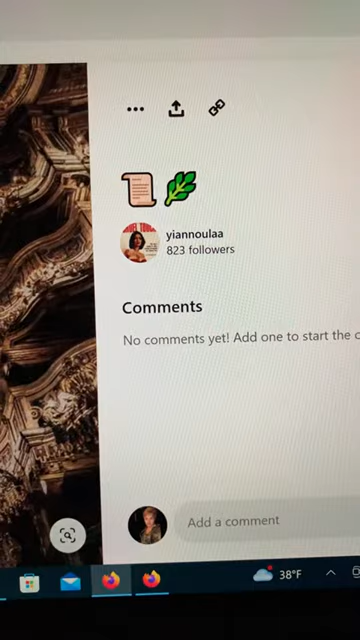 yiannoulaa
823 followers
Comments
No comments yet! Add one to start the
Add a comment
38°F